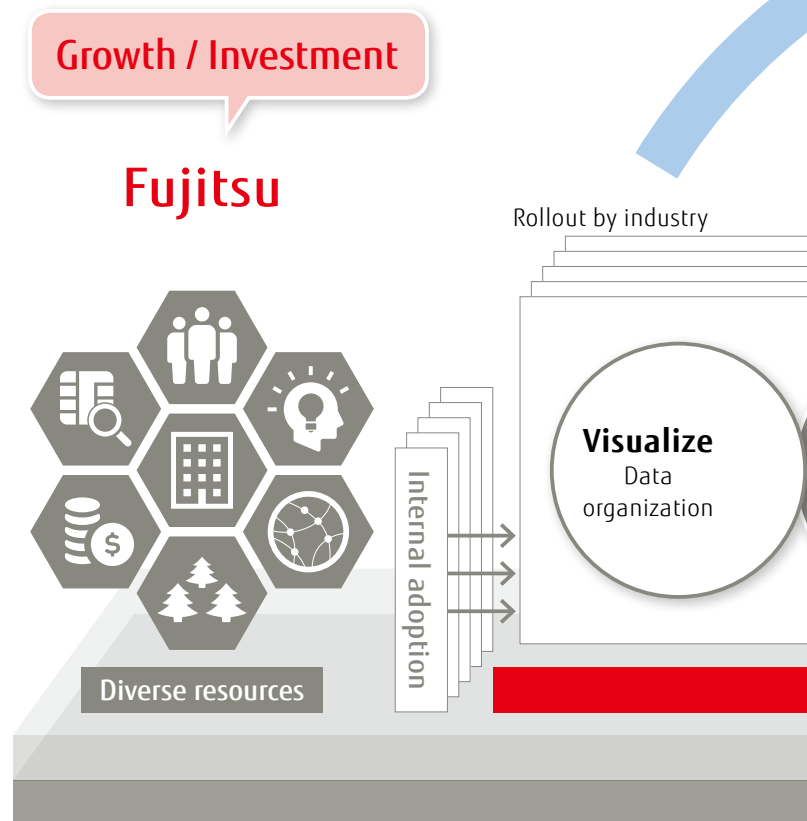 Growth / Investment
Fujitsu
Rollout by industry
Visualize
Data
organization
Internal adoption
$
Diverse resources